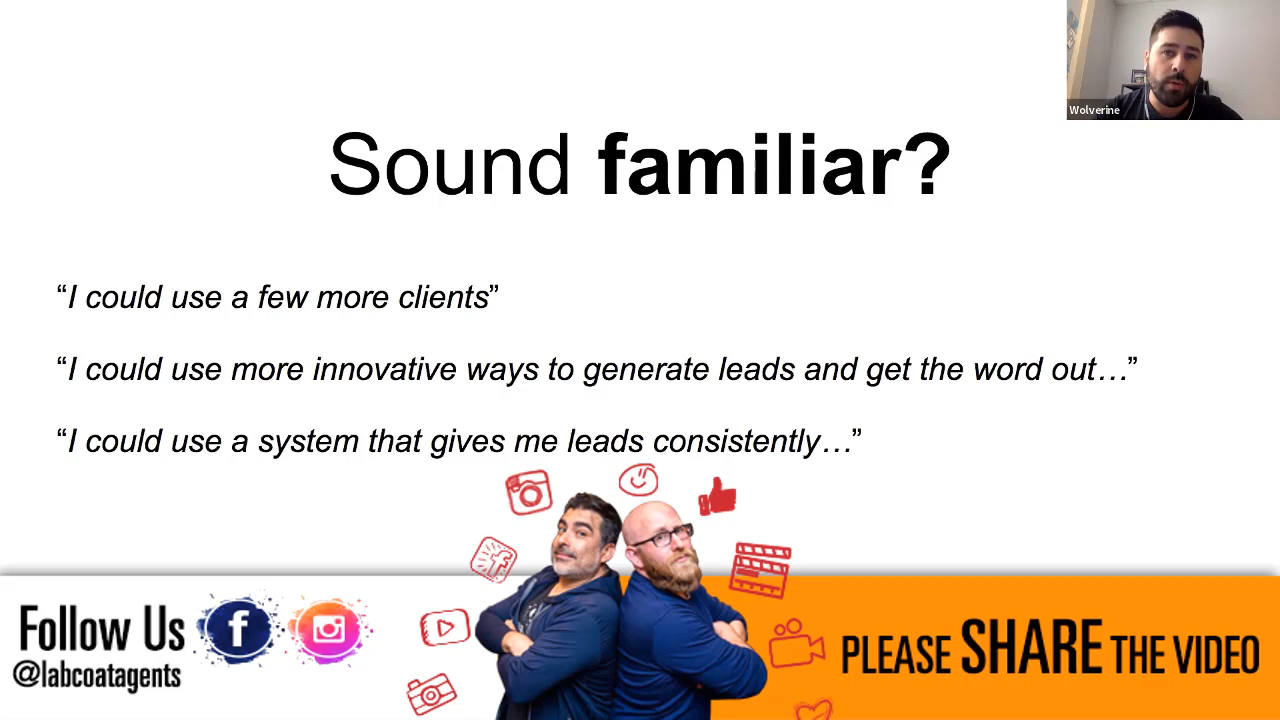 Wolverine
Sound familiar?
“I could use a few more clients”
“I could use more innovative ways to generate leads and get the word out…”
“I could use a system that gives me leads consistently…”
Follow Us
@labcoatagents
PLEASE SHARE THE VIDEO